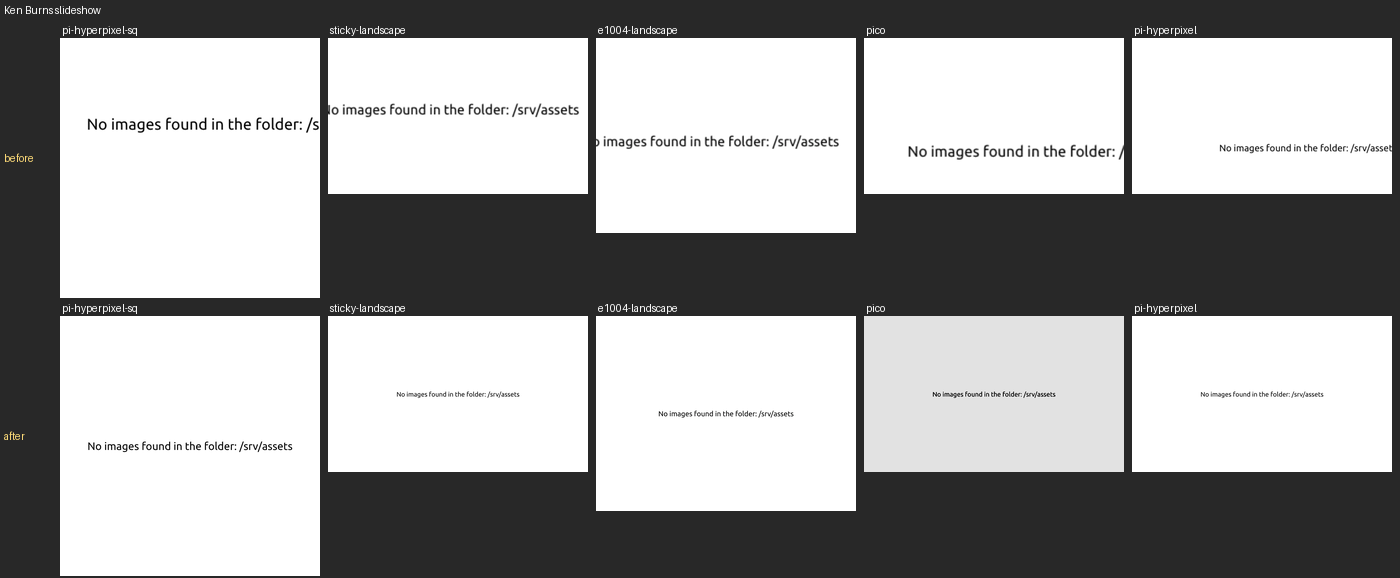 Ken Burns slideshow
pi-hyperpixel-sq sticky-landscape e1004-landscape pico pi-hyperpixel
before
No images found in the folder: /s
o images found in the folder: /srv/assets
images found in the folder: /srv/assets
No images found in the folder: /
No images found in the folder: /srv/asset
pi-hyperpixel-sq sticky-landscape e1004-landscape pico pi-hyperpixel
after
No images found in the folder: /srv/assets
No images found in the folder: /srv/assets
No images found in the folder: /srv/assets
No images found in the folder: /srv/assets
No images found in the folder: /srv/assets